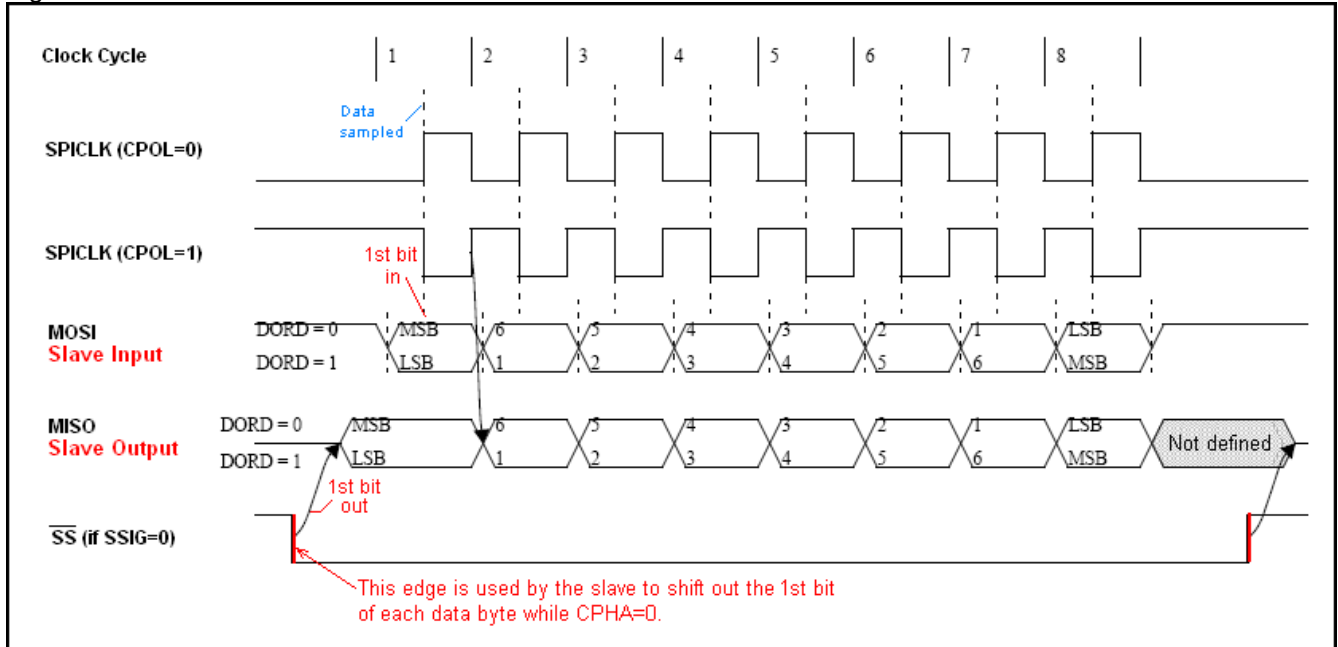 Clock Cycle 1 2 3 4 5 6 7 8
Data
sampled
SPICLK (CPOL=0)
SPICLK (CPOL=1)
1st bit
in
MOSI
Slave Input
DORD = 0 MSB 6 5 4 3 2 1 LSB
DORD = 1 LSB 1 2 3 4 5 6 MSB
MISO
Slave Output
DORD = 0 MSB 6 5 4 3 2 1 LSB
DORD = 1 LSB 1 2 3 4 5 6 MSB
Not defined
1st bit
out
SS (if SSIG=0)
This edge is used by the slave to shift out the 1st bit
of each data byte while CPHA=0.